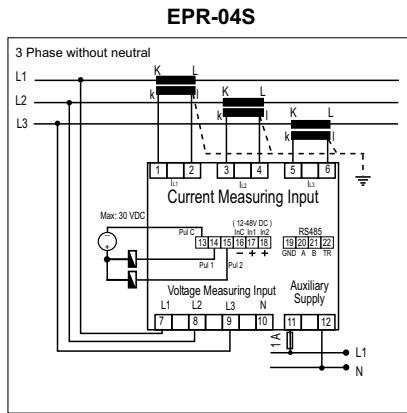 EPR-04S
3 Phase without neutral
L1
K L
L2
K L
L3
k l
K L
k l
k l
1 2 3 4 5 6
IL1 IL2 IL3
Current Measuring Input
Max: 30 VDC
( 12-48V DC )
Pul C InC In1 In2 RS485
13 14 15 16 17 18 19 20 21 22
− + + GND A B TR
Pul 1 Pul 2
Voltage Measuring Input
Auxiliary
Supply
L1 L2 L3 N
7 8 9 10 11 12
1 A
L1
N